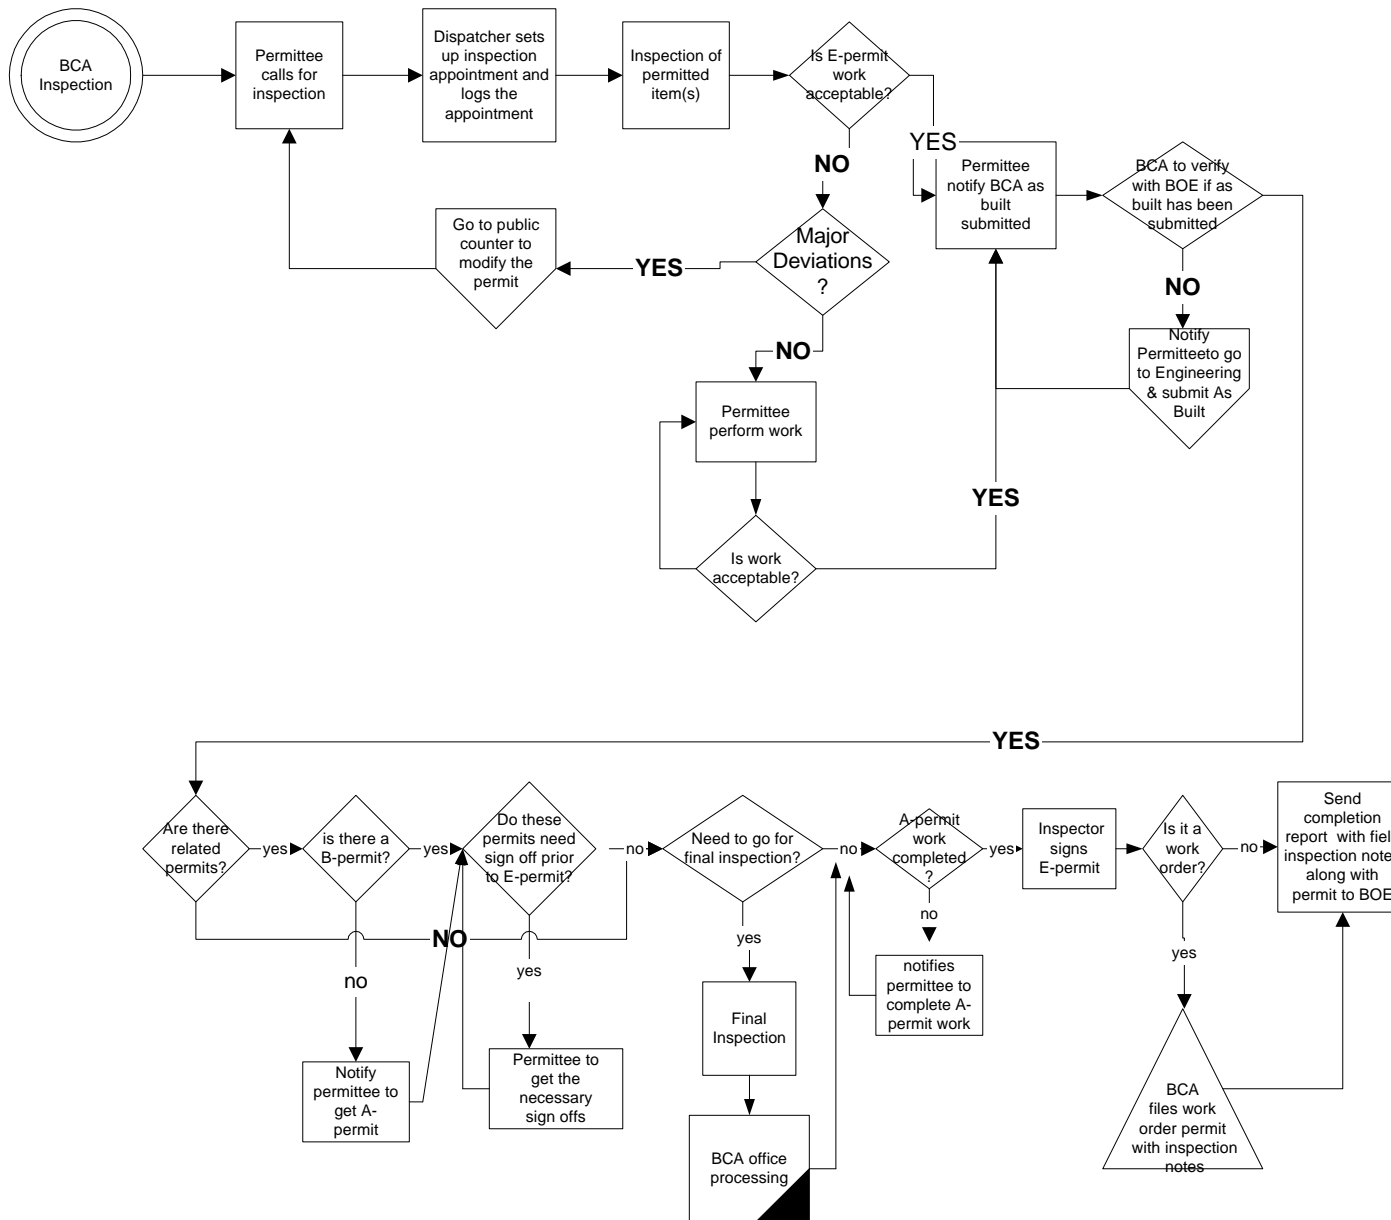 BCA
Inspection
Permittee
calls for
inspection
Dispatcher sets
up inspection
appointment and
logs the
appointment
Inspection of
permitted
item(s)
Is E-permit
work
acceptable?
YES
NO
Permittee
notify BCA as
built
submitted
BCA to verify
with BOE if as
built has been
submitted
Go to public
counter to
modify the
permit
YES
Major
Deviations
?
NO
Notify
Permitteeto go
to Engineering
& submit As
Built
NO
Permittee
perform work
YES
Is work
acceptable?
YES
Are there
related
permits?
yes
is there a
B-permit?
yes
Do these
permits need
sign off prior
to E-permit?
no
Need to go for
final inspection?
no
A-permit
work
completed
?
yes
Inspector
signs
E-permit
Is it a
work
order?
no
Send
completion
report with field
inspection note
along with
permit to BOE
NO
no
yes
yes
no
yes
notifies
permittee to
complete A-
permit work
Final
Inspection
Notify
permittee to
get A-
permit
Permittee to
get the
necessary
sign offs
BCA office
processing
BCA
files work
order permit
with inspection
notes